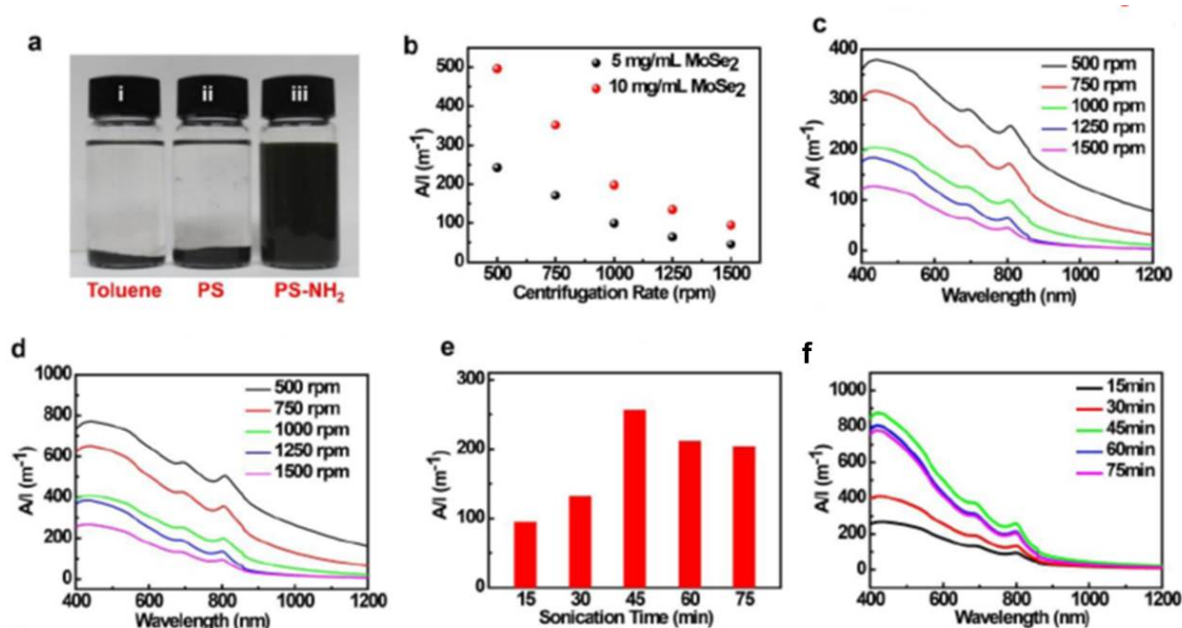 a
i ii iii
Toluene PS PS-NH2
b
A/l (m-1)
500
400
300
200
100
0
5 mg/mL MoSe2
10 mg/mL MoSe2
500 750 1000 1250 1500
Centrifugation Rate (rpm)
c
A/l (m-1)
400
300
200
100
0
500 rpm
750 rpm
1000 rpm
1250 rpm
1500 rpm
400 600 800 1000 1200
Wavelength (nm)
d
A/l (m-1)
1000
800
600
400
200
0
500 rpm
750 rpm
1000 rpm
1250 rpm
1500 rpm
400 600 800 1000 1200
Wavelength (nm)
e
A/l (m-1)
300
200
100
0
15 30 45 60 75
Sonication Time (min)
f
A/l (m-1)
1000
800
600
400
200
0
15min
30min
45min
60min
75min
400 600 800 1000 1200
Wavelength (nm)